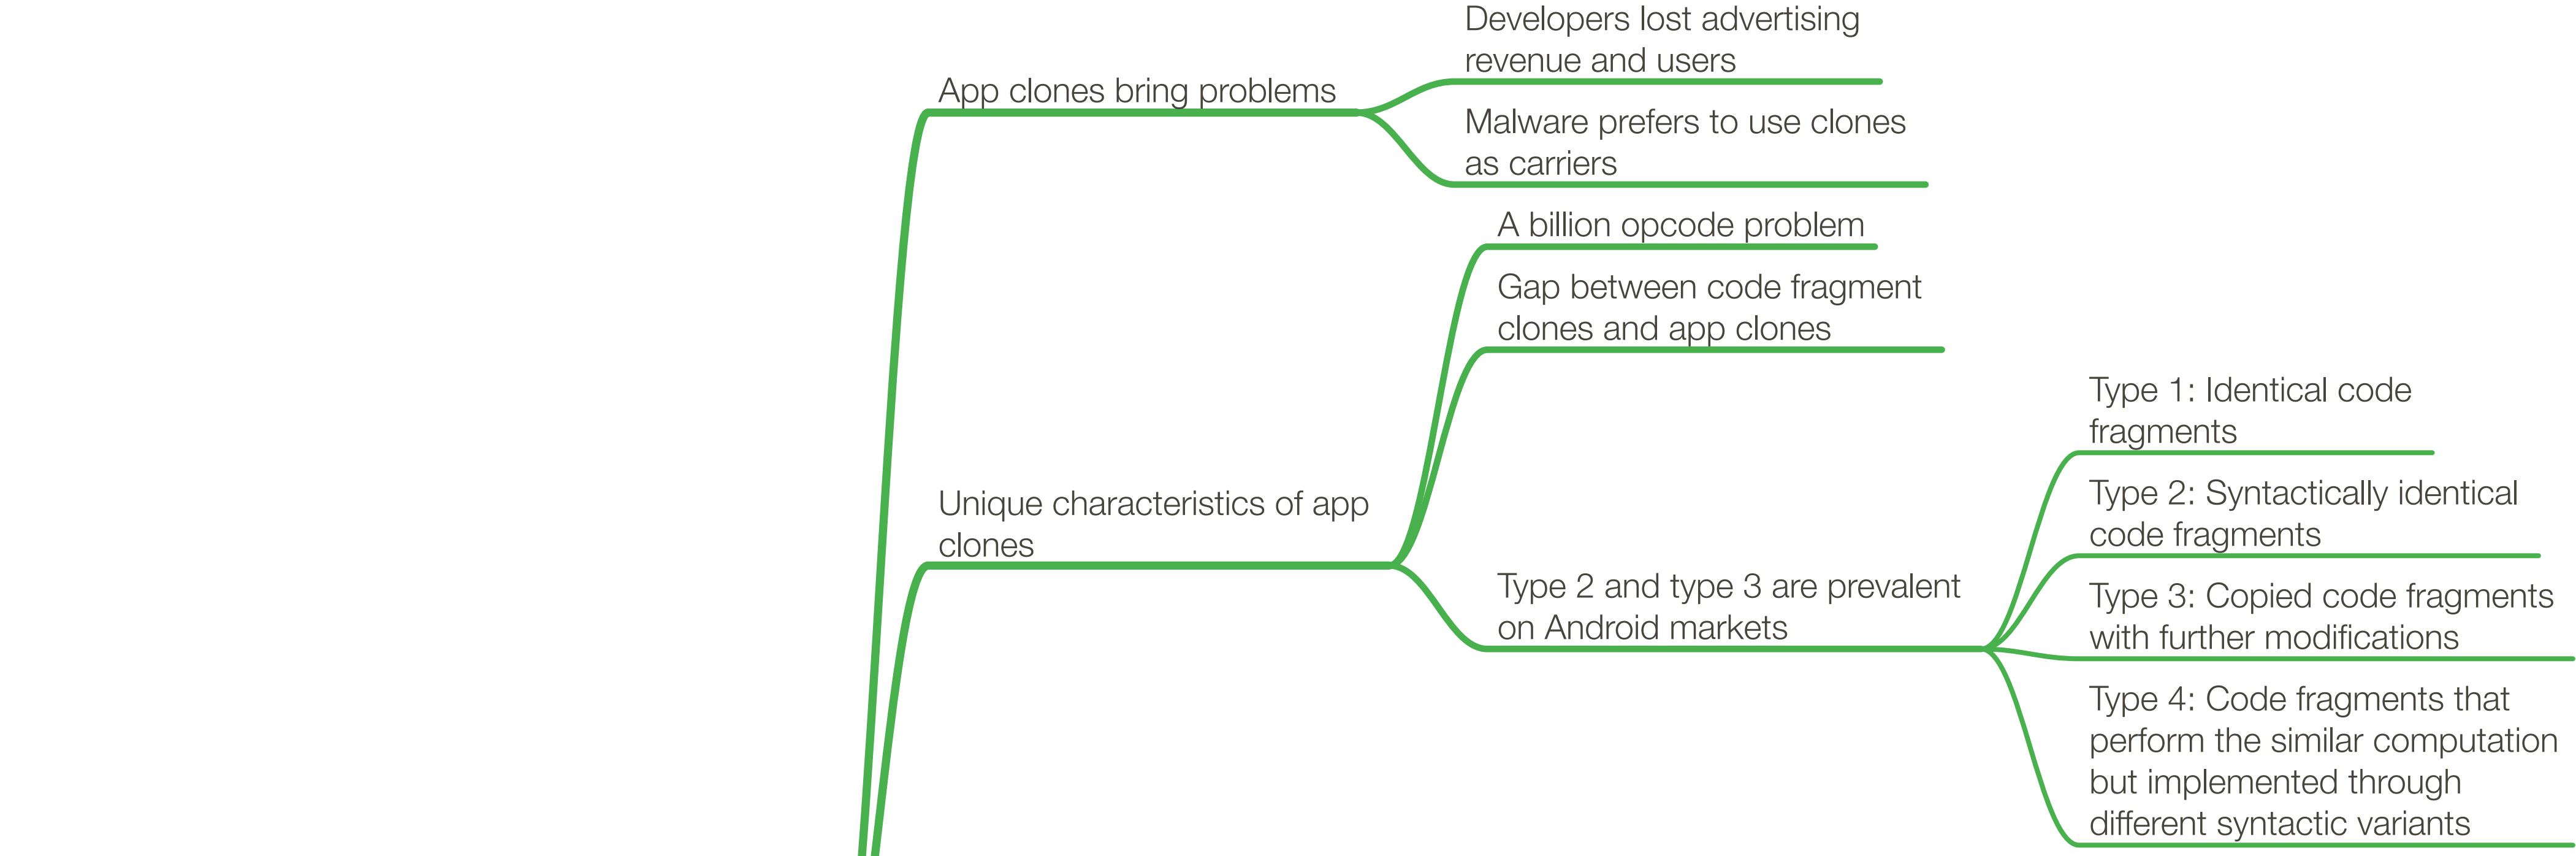 App clones bring problems
Developers lost advertising
revenue and users
Malware prefers to use clones
as carriers
Unique characteristics of app
clones
A billion opcode problem
Gap between code fragment
clones and app clones
Type 2 and type 3 are prevalent
on Android markets
Type 1: Identical code
fragments
Type 2: Syntactically identical
code fragments
Type 3: Copied code fragments
with further modifications
Type 4: Code fragments that
perform the similar computation
but implemented through
different syntactic variants